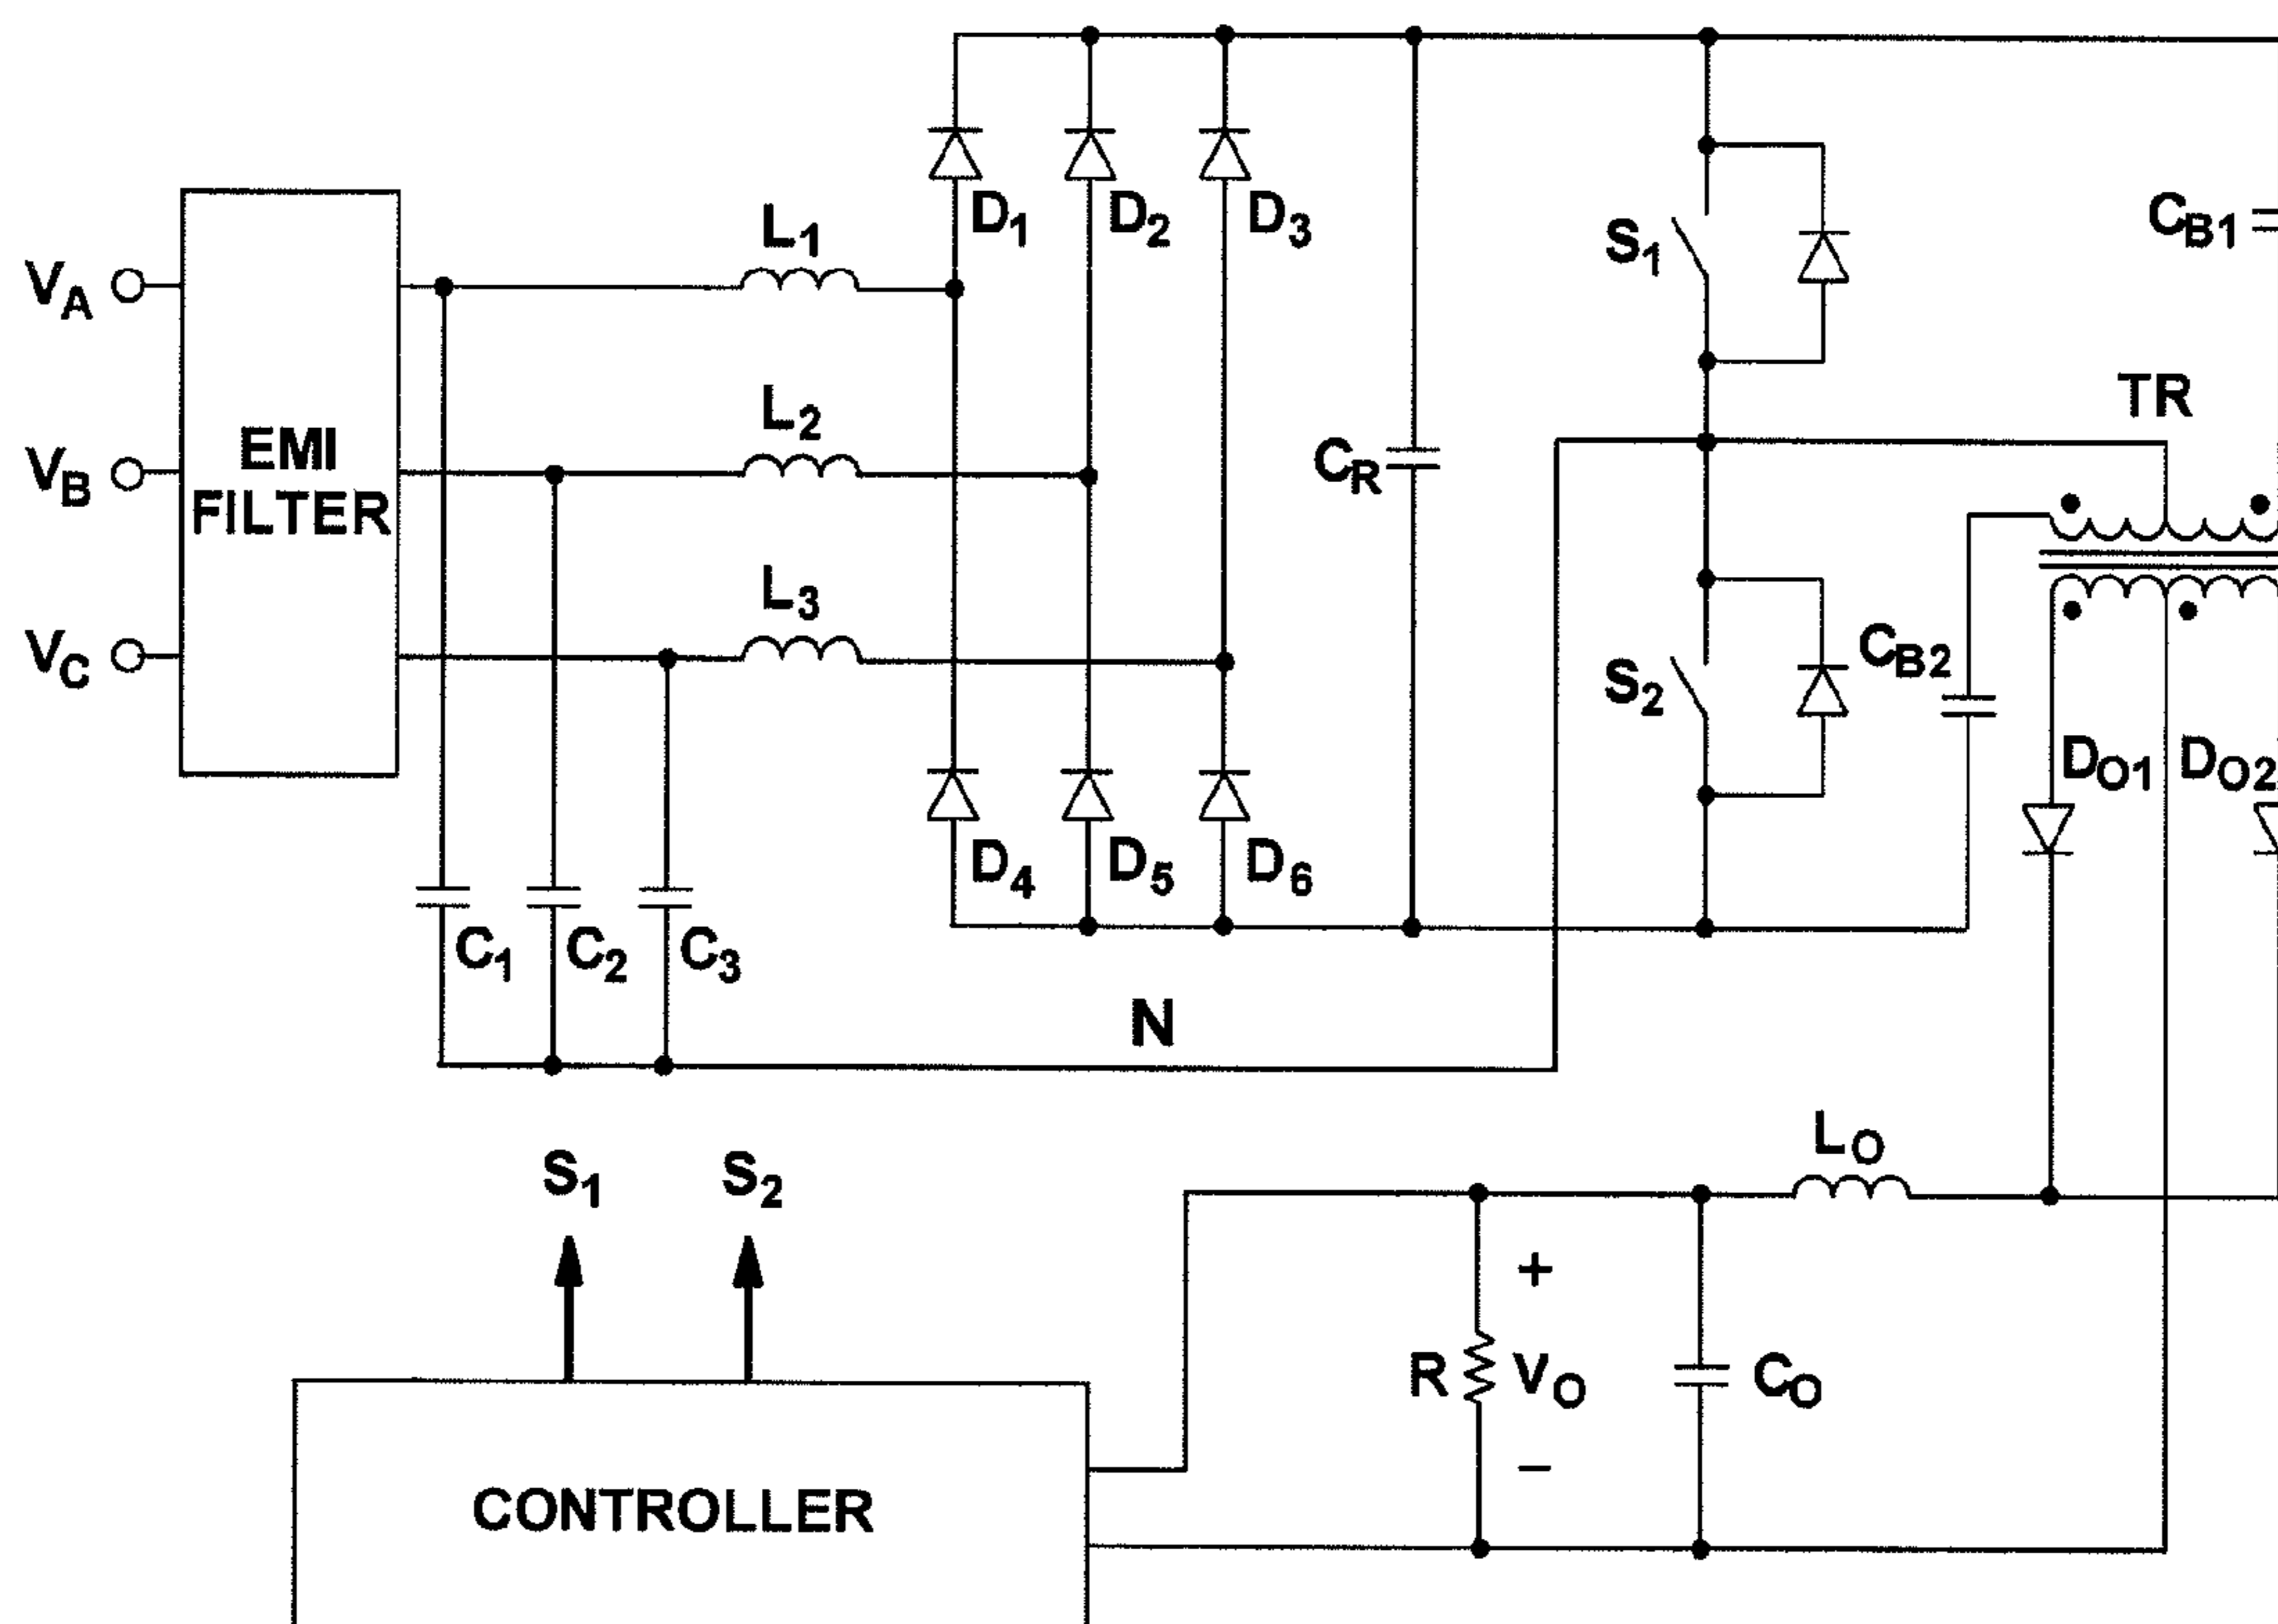 V_A
V_B
V_C
EMI
FILTER
L_1
L_2
L_3
D_1
D_2
D_3
D_4
D_5
D_6
C_1
C_2
C_3
C_R
S_1
S_2
C_B1
TR
C_B2
D_O1
D_O2
N
S_1
S_2
L_O
R
+
V_O
−
C_O
CONTROLLER